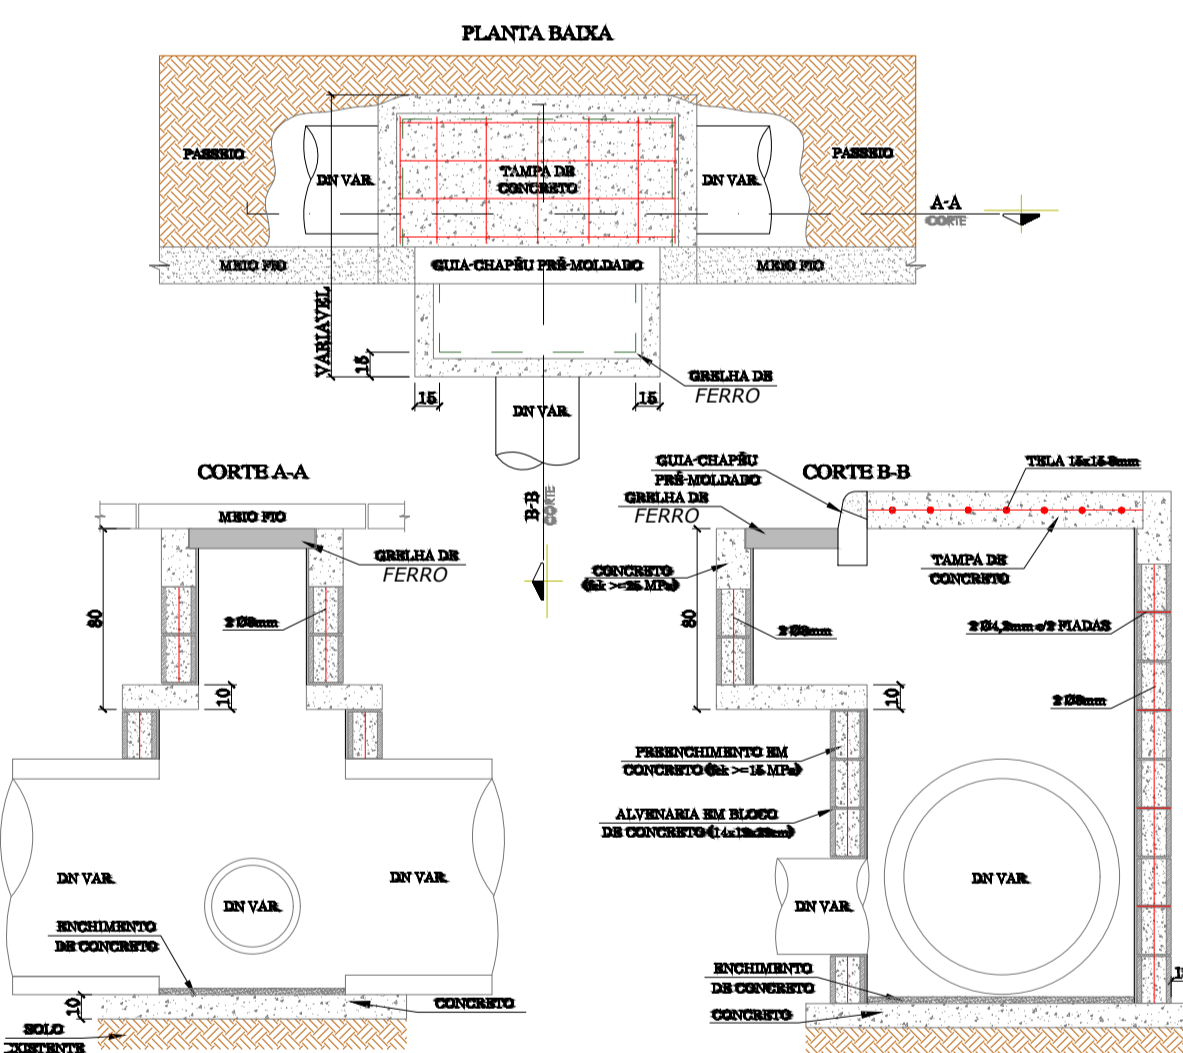 PLANTA BAIXA
PASSEIO
PASSEIO
DN VAR.
TAMPA DE
CONCRETO
DN VAR.
A-A
CORTE
MEIO FIO
GUIA-CHAPÉU PRÉ-MOLDADO
MEIO FIO
VARIAVEL
15
GRELHA DE
FERRO
15
15
DN VAR.
B-B
CORTE
CORTE A-A
MEIO FIO
GRELHA DE
FERRO
80
2 Ø8mm
10
DN VAR.
DN VAR.
DN VAR.
ENCHIMENTO
DE CONCRETO
10
CONCRETO
SOLO
EXISTENTE
CORTE B-B
GUIA-CHAPÉU
PRÉ-MOLDADO
TELA 15x15-8mm
GRELHA DE
FERRO
CONCRETO
(fck >=25 MPa)
TAMPA DE
CONCRETO
80
2 Ø8mm
2 Ø4,2mm c/2 FIADAS
2 Ø8mm
10
PREENCHIMENTO EM
CONCRETO (fck >=15 MPa)
ALVENARIA EM BLOCO
DE CONCRETO
DN VAR.
DN VAR.
ENCHIMENTO
DE CONCRETO
CONCRETO